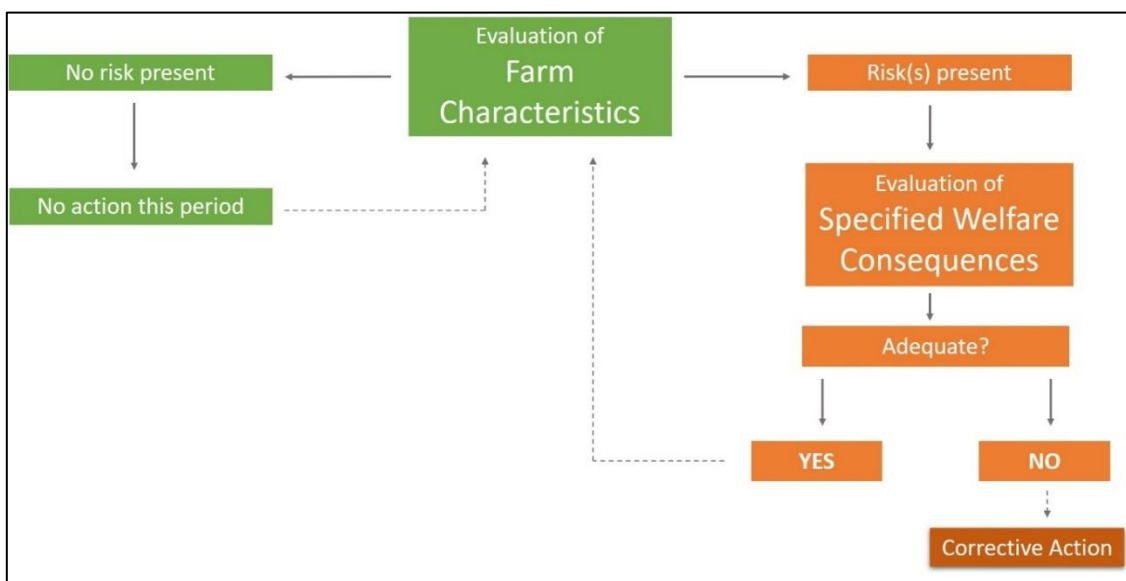 Evaluation of
Farm
Characteristics
No risk present
Risk(s) present
No action this period
Evaluation of
Specified Welfare
Consequences
Adequate?
YES
NO
Corrective Action